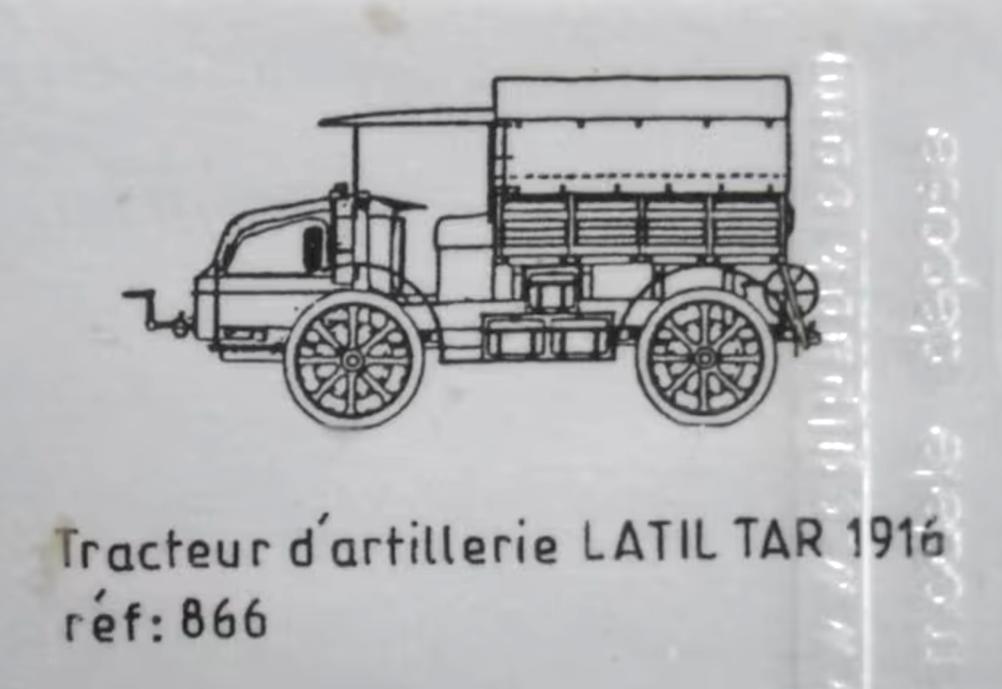 Tracteur d'artillerie LATIL TAR 1916
réf: 866